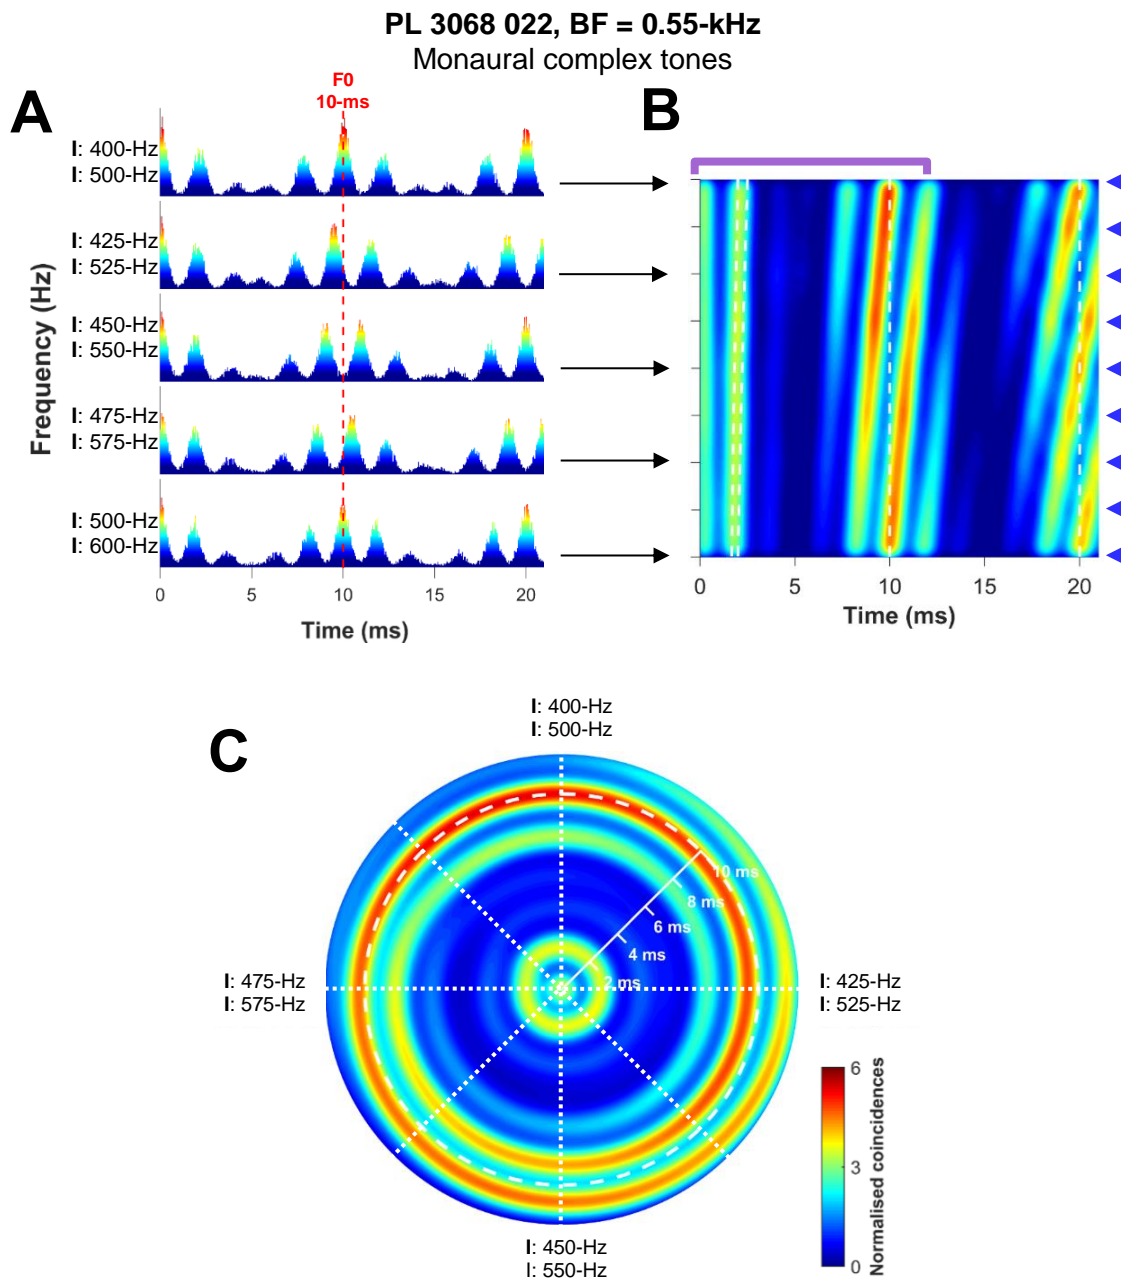 PL 3068 022, BF = 0.55-kHz
Monaural complex tones
A
F0
10-ms
B
I: 400-Hz
I: 500-Hz
I: 425-Hz
I: 525-Hz
I: 450-Hz
I: 550-Hz
I: 475-Hz
I: 575-Hz
I: 500-Hz
I: 600-Hz
Frequency (Hz)
0 5 10 15 20
Time (ms)
0 5 10 15 20
Time (ms)
C
I: 400-Hz
I: 500-Hz
10 ms
8 ms
6 ms
4 ms
2 ms
I: 475-Hz
I: 575-Hz
I: 425-Hz
I: 525-Hz
I: 450-Hz
I: 550-Hz
6
3
0
Normalised coincidences